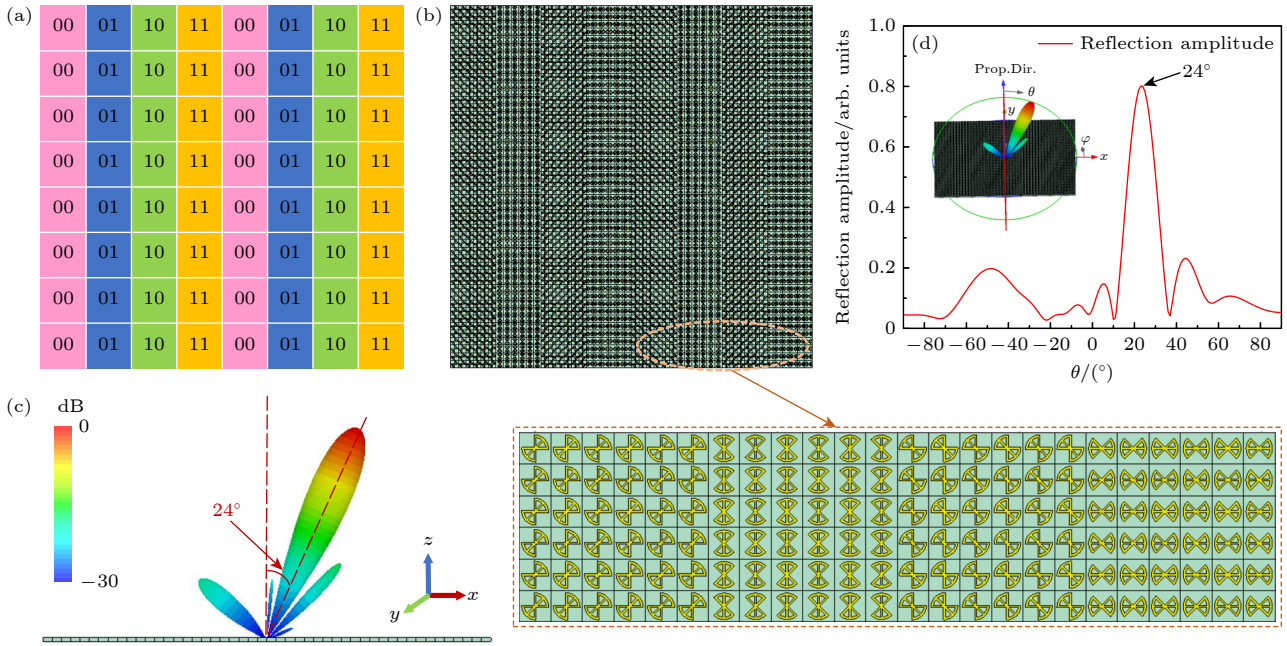 (a)
00 01 10 11 00 01 10 11
00 01 10 11 00 01 10 11
00 01 10 11 00 01 10 11
00 01 10 11 00 01 10 11
00 01 10 11 00 01 10 11
00 01 10 11 00 01 10 11
00 01 10 11 00 01 10 11
00 01 10 11 00 01 10 11
(b)
(c)
dB
0
−30
24°
z
x
y
(d)
Reflection amplitude
24°
Prop.Dir.
θ
y
φ
x
Reflection amplitude/arb. units
1.0
0.8
0.6
0.4
0.2
0
−80 −60 −40 −20 0 20 40 60 80
θ/(°)